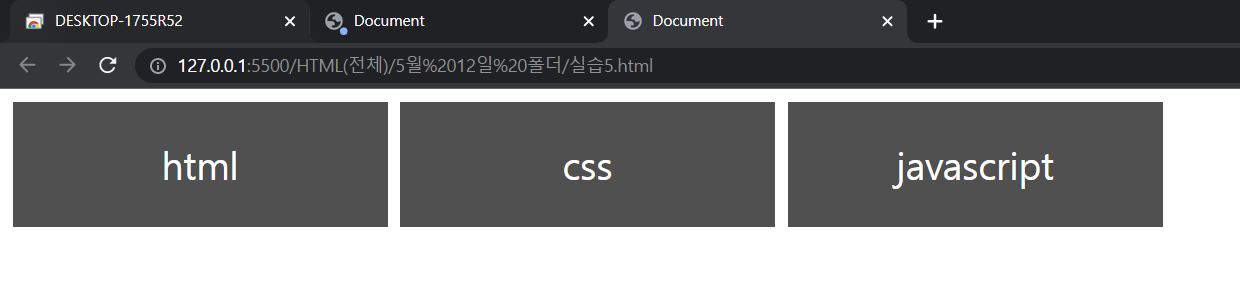 DESKTOP-1755R52 Document Document
127.0.0.1:5500/HTML(전체)/5월%2012일%20폴더/실습5.html
html css javascript